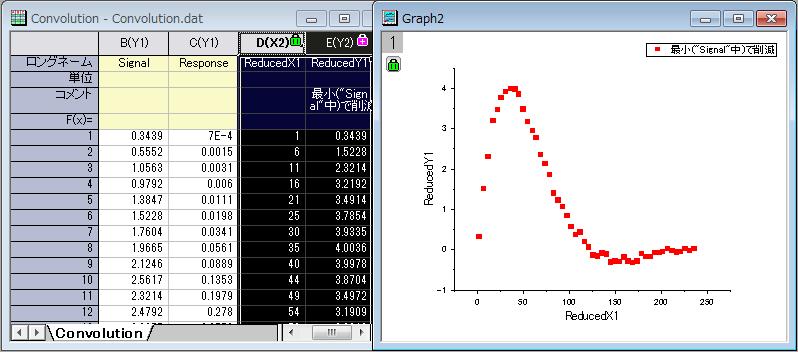 Convolution - Convolution.dat
B(Y1) C(Y1) D(X2) E(Y2)
ロングネーム Signal Response ReducedX1 ReducedY1
単位
コメント 最小("Sign
al"中)で削減
F(x)=
1 0.3439 7E-4 1 0.3439
2 0.5552 0.0015 6 1.5228
3 1.0563 0.0031 11 2.3214
4 0.9792 0.006 16 3.2192
5 1.3847 0.0111 21 3.4914
6 1.5228 0.0198 25 3.7854
7 1.7604 0.0341 30 3.9335
8 1.9665 0.0561 35 4.0036
9 2.1246 0.0889 40 3.9978
10 2.5617 0.1353 44 3.8704
11 2.3214 0.1979 49 3.4972
12 2.4792 0.278 54 3.1909
Convolution
Graph2
1
最小("Signal"中)で削減
ReducedY1
4
3
2
1
0
-1
0 50 100 150 200 250
ReducedX1